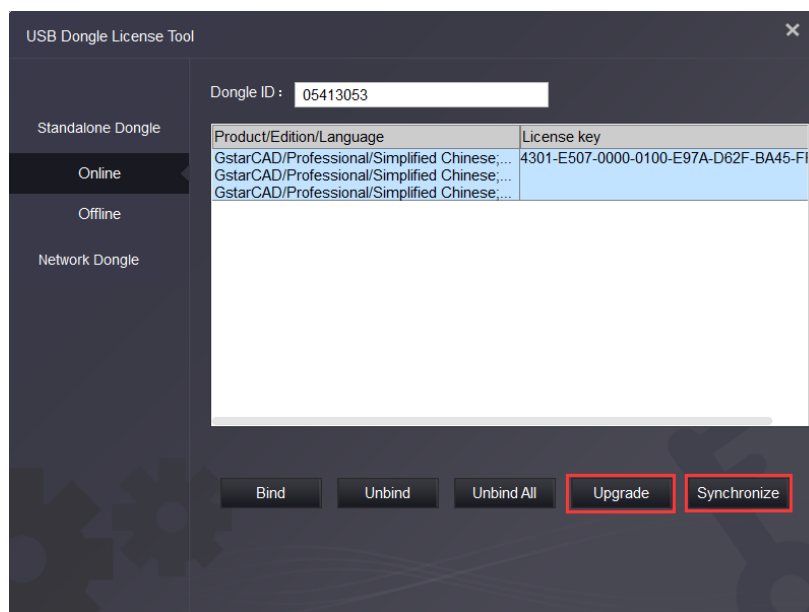 USB Dongle License Tool
Dongle ID : 05413053
Standalone Dongle
Online
Offline
Network Dongle
Product/Edition/Language License key
GstarCAD/Professional/Simplified Chinese;... 4301-E507-0000-0100-E97A-D62F-BA45-
GstarCAD/Professional/Simplified Chinese;...
GstarCAD/Professional/Simplified Chinese;...
Bind Unbind Unbind All Upgrade Synchronize